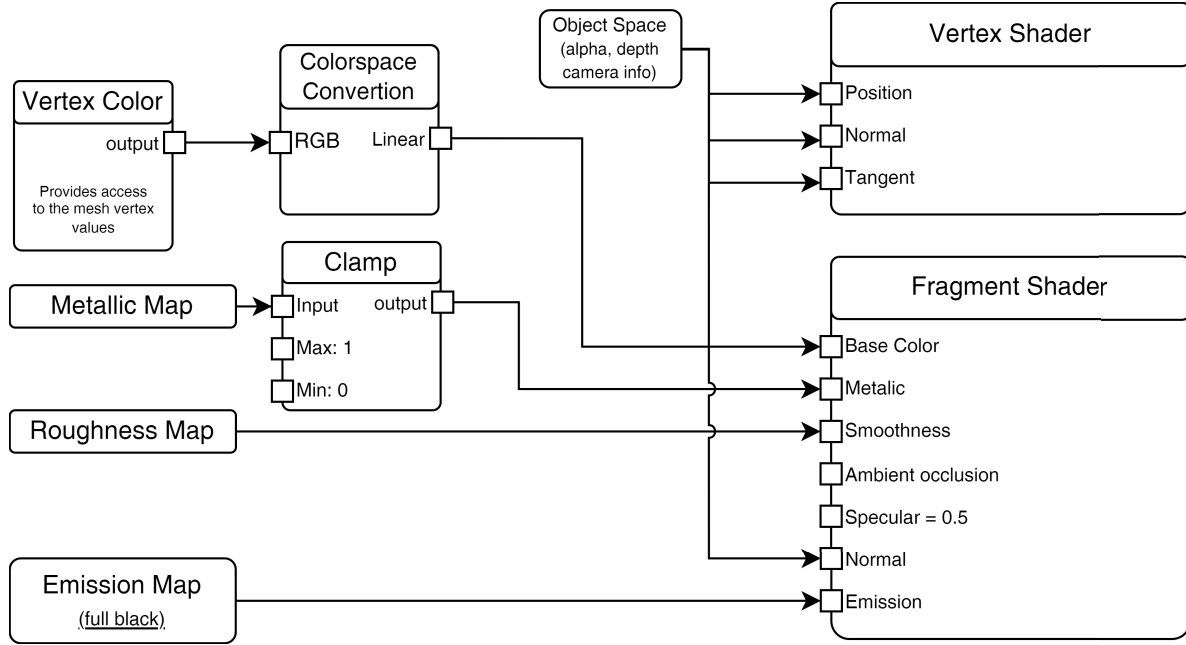 Vertex Color
output
Provides access
to the mesh vertex
values
Colorspace
Convertion
RGB
Linear
Object Space
(alpha, depth
camera info)
Vertex Shader
Position
Normal
Tangent
Metallic Map
Clamp
Input
output
Max: 1
Min: 0
Roughness Map
Emission Map
(full black)
Fragment Shader
Base Color
Metalic
Smoothness
Ambient occlusion
Specular = 0.5
Normal
Emission